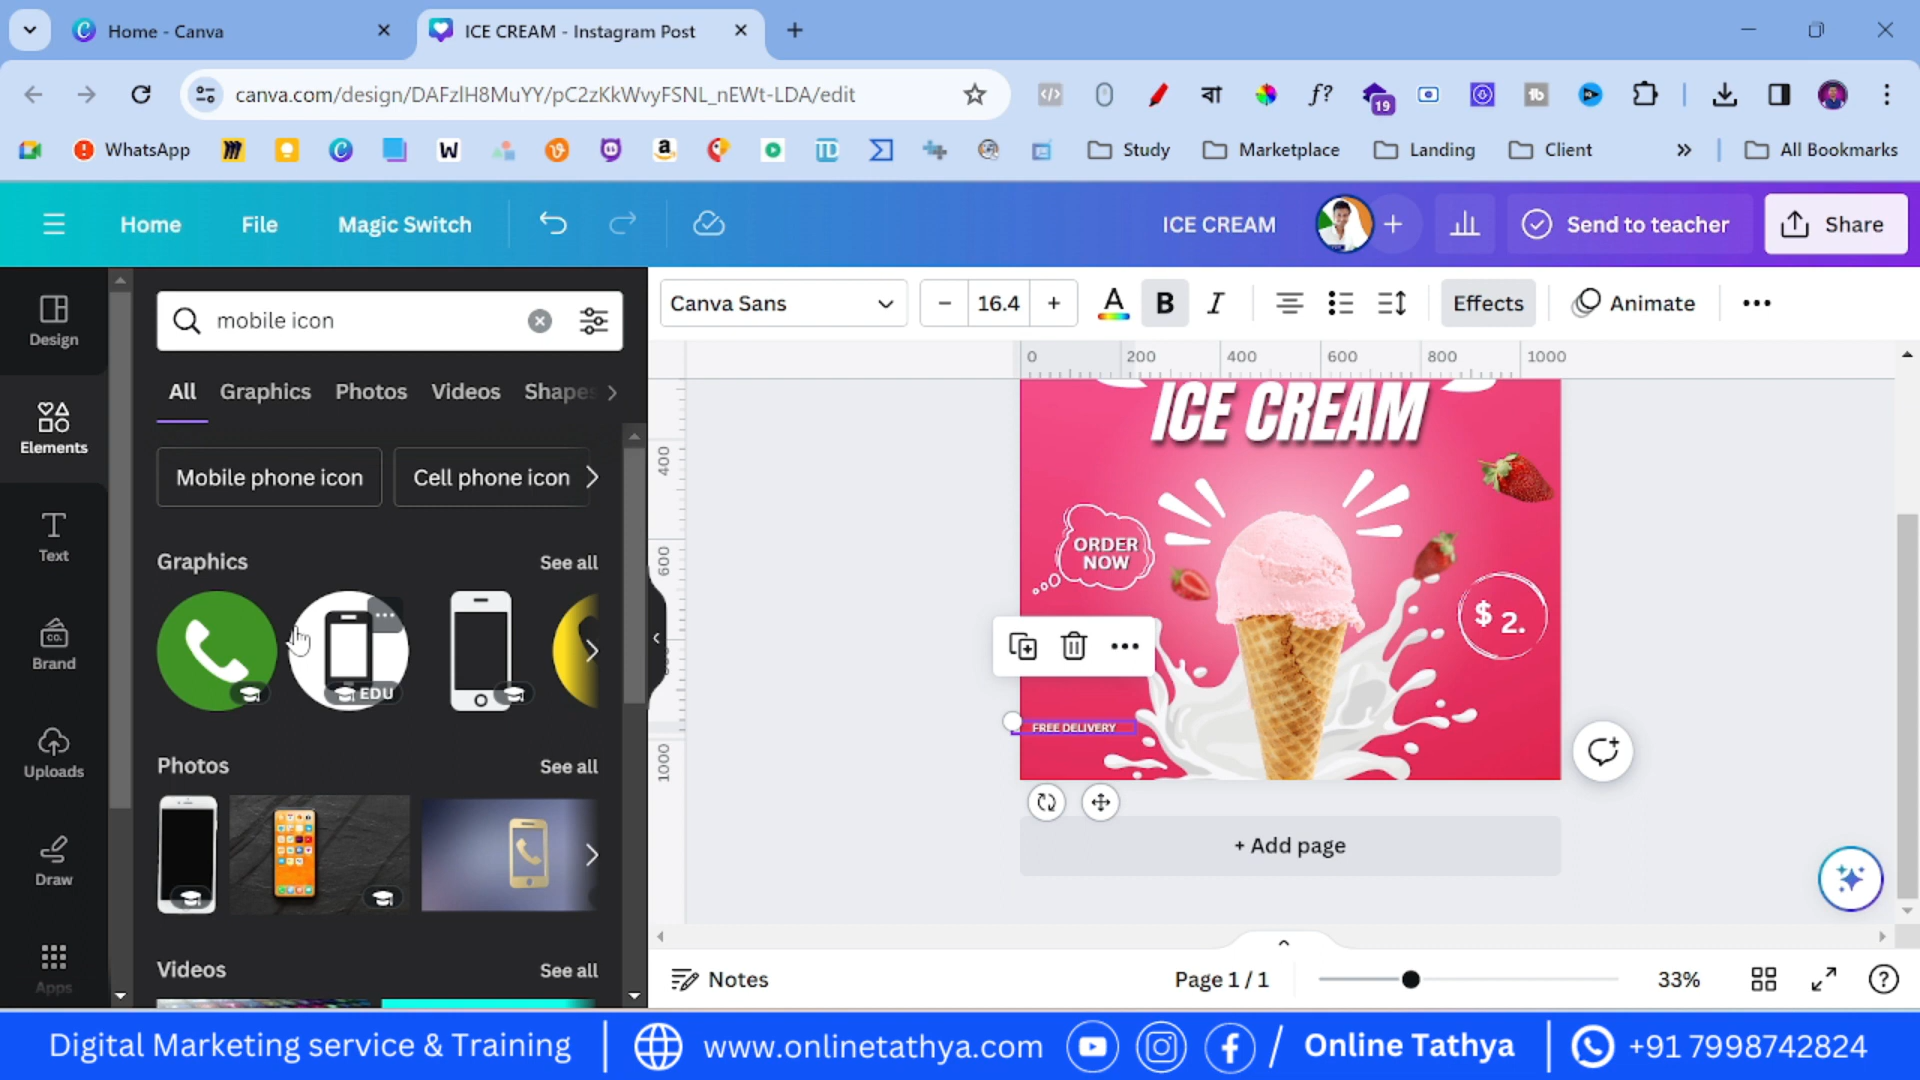 Home - Canva
ICE CREAM - Instagram Post
canva.com/design/DAFzlH8MuYY/pC2zKkWvyFSNL_nEWt-LDA/edit
f?
বা
19
WhatsApp
W
a
Study
Marketplace
Landing
Client
All Bookmarks
Home
File
Magic Switch
ICE CREAM
Send to teacher
Share
Design
Elements
Text
Brand
Uploads
Draw
Apps
mobile icon
All
Graphics
Photos
Videos
Shapes
Mobile phone icon
Cell phone icon
Graphics
See all
EDU
Photos
See all
Videos
See all
Canva Sans
16.4
A
B
I
Effects
Animate
0
200
400
600
800
1000
400
600
1000
ICE CREAM
ORDER
NOW
$ 2.
FREE DELIVERY
+ Add page
Notes
Page 1 / 1
33%
Digital Marketing service & Training
www.onlinetathya.com
Online Tathya
+91 7998742824